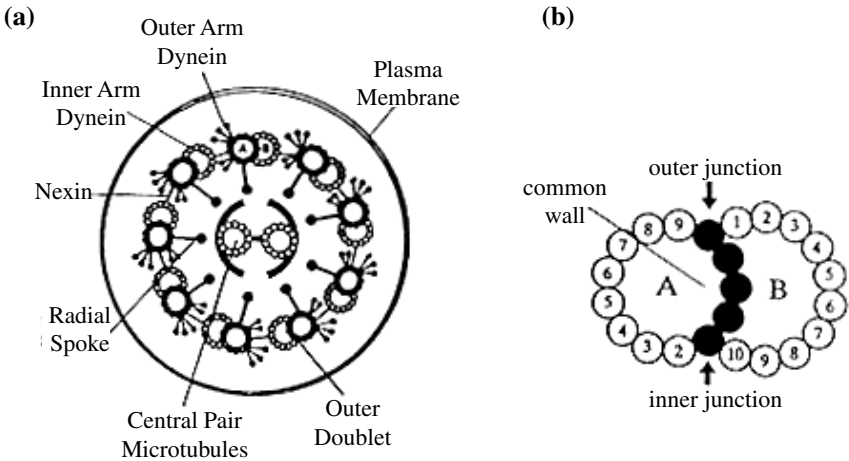 (a)
Outer Arm
Dynein
Inner Arm
Dynein
Plasma
Membrane
Nexin
A
B
Radial
Spoke
Central Pair
Microtubules
Outer
Doublet
(b)
outer junction
common
wall
9
1
8
2
7
3
4
6
A
B
5
5
6
4
7
3
2
10
9
8
inner junction